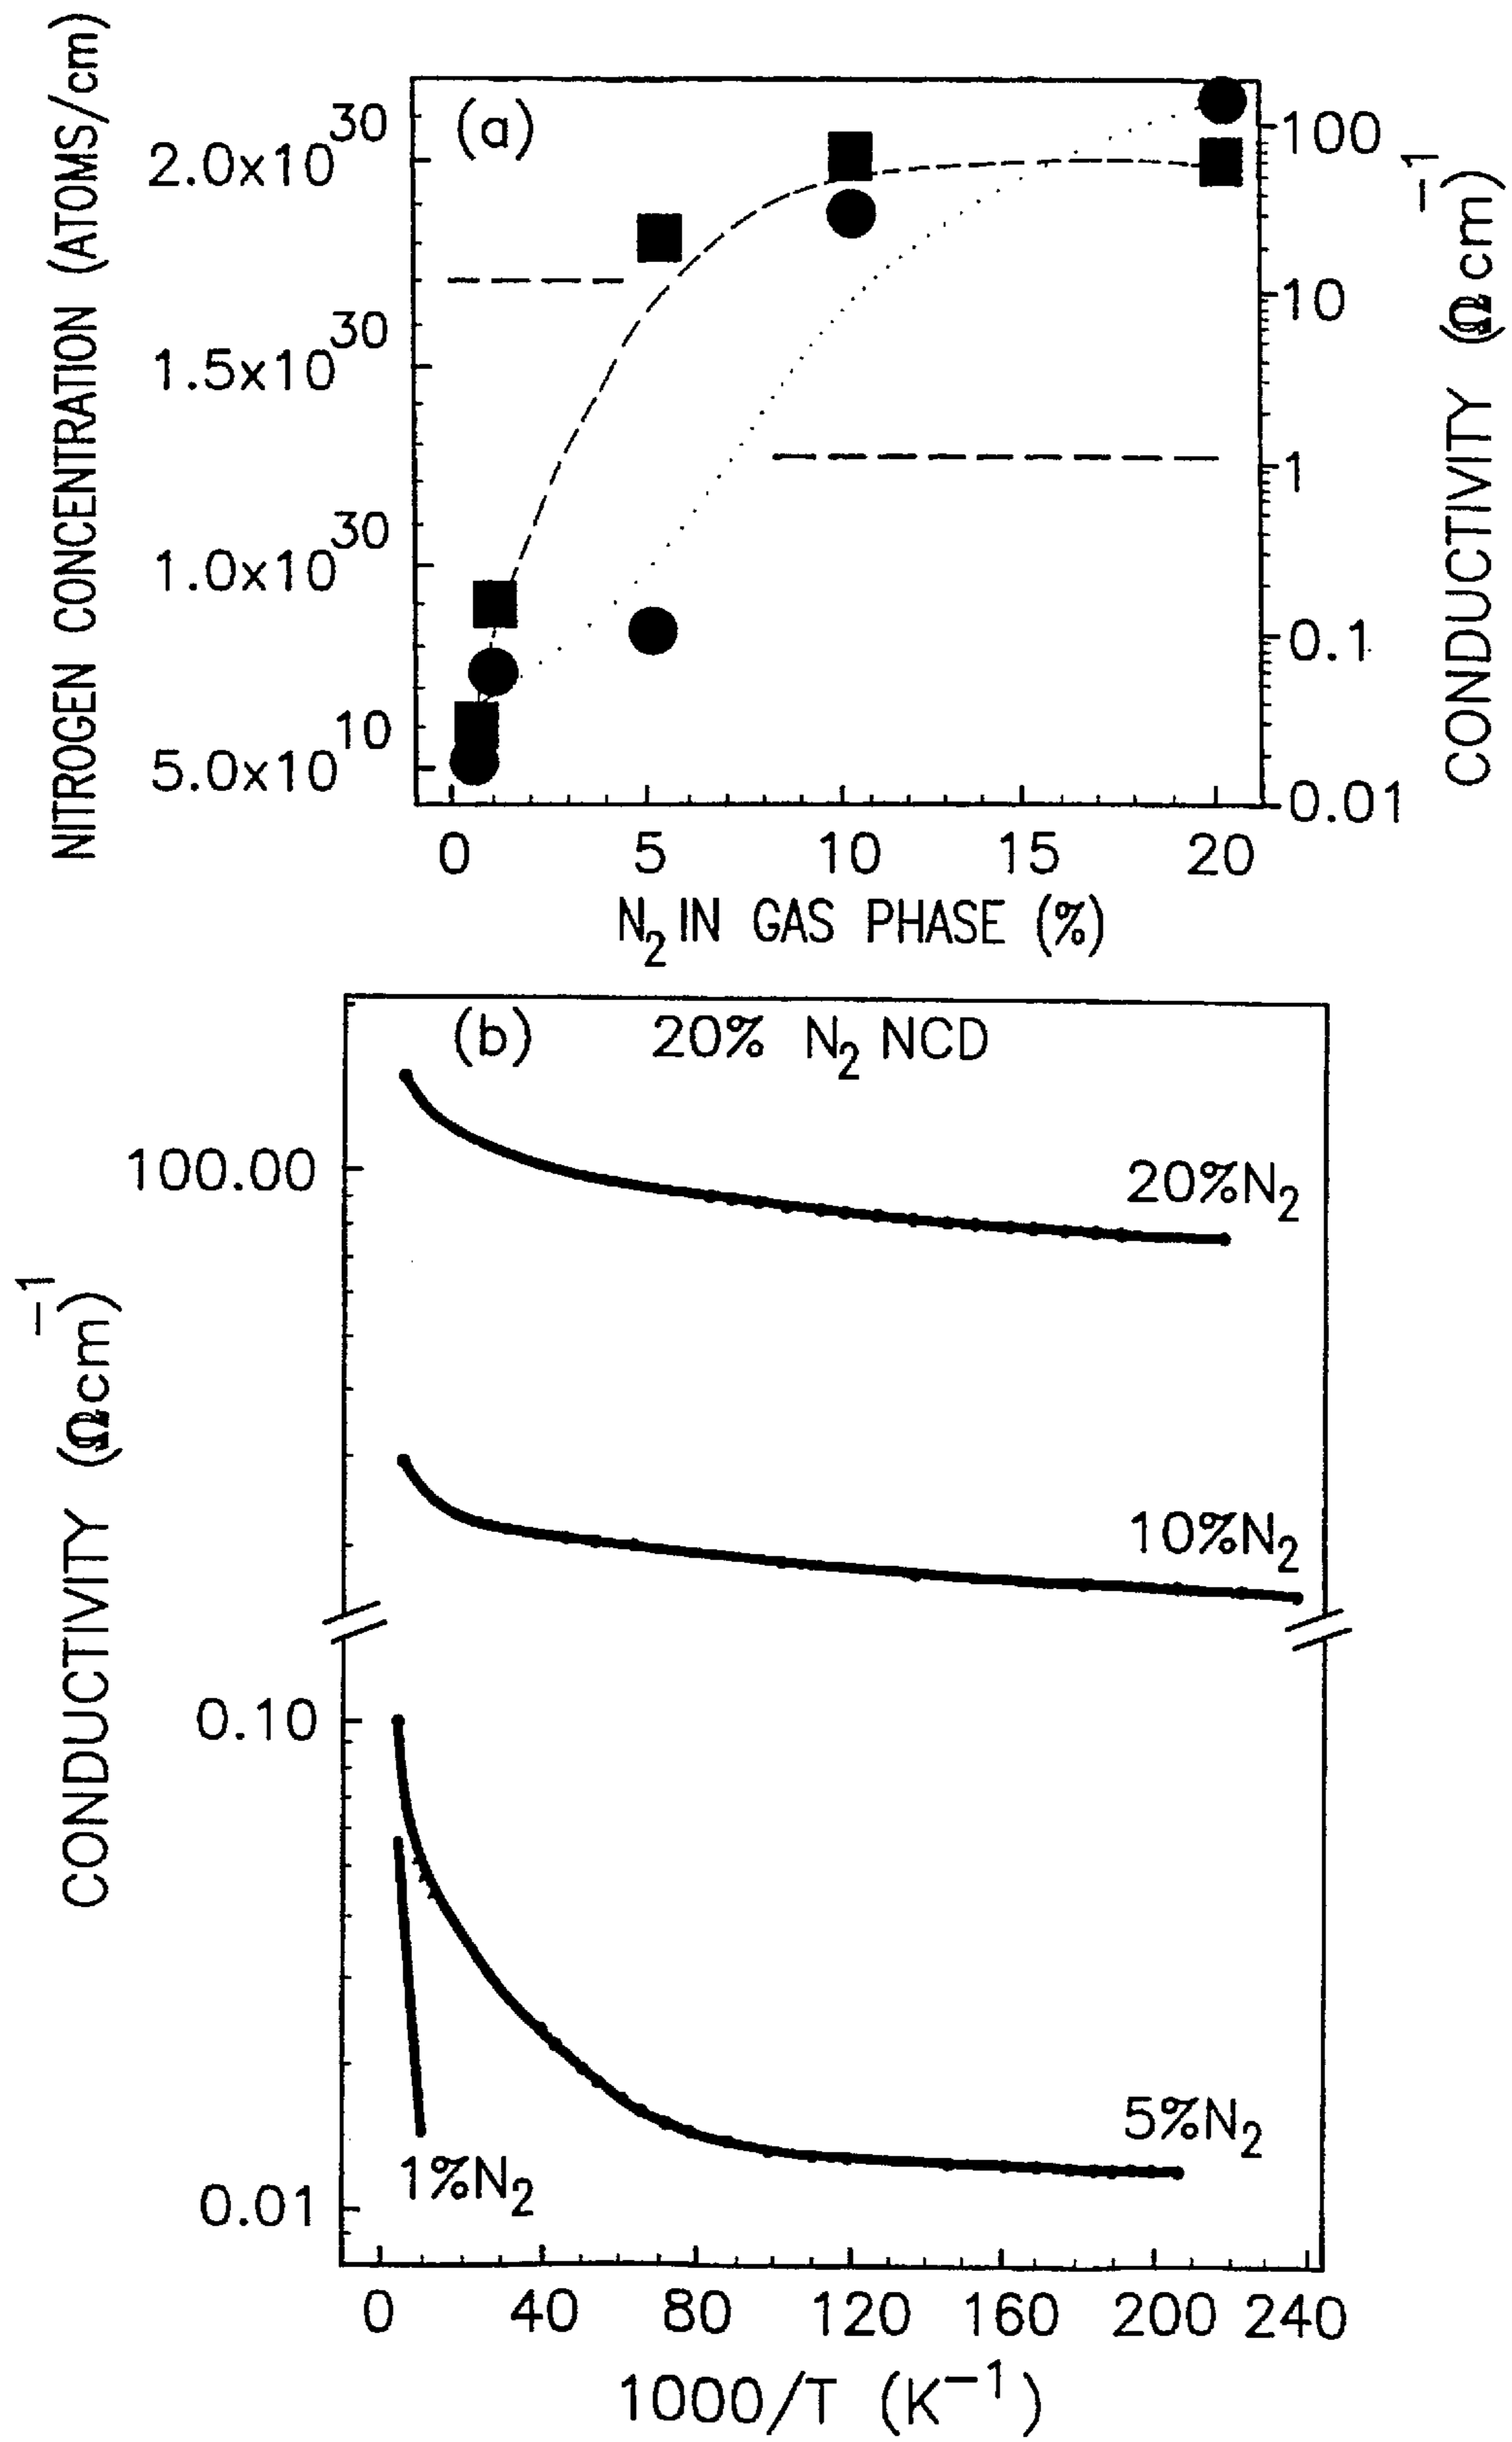 (a)
NITROGEN CONCENTRATION (ATOMS/cm)
2.0x10^30
1.5x10^30
1.0x10^30
5.0x10^10
100
10
1
0.1
0.01
CONDUCTIVITY (Ωcm)^-1
0 5 10 15 20
N2 IN GAS PHASE (%)
(b) 20% N2 NCD
CONDUCTIVITY (Ωcm)^-1
100.00
0.10
0.01
20%N2
10%N2
5%N2
1%N2
0 40 80 120 160 200 240
1000/T (K^-1)